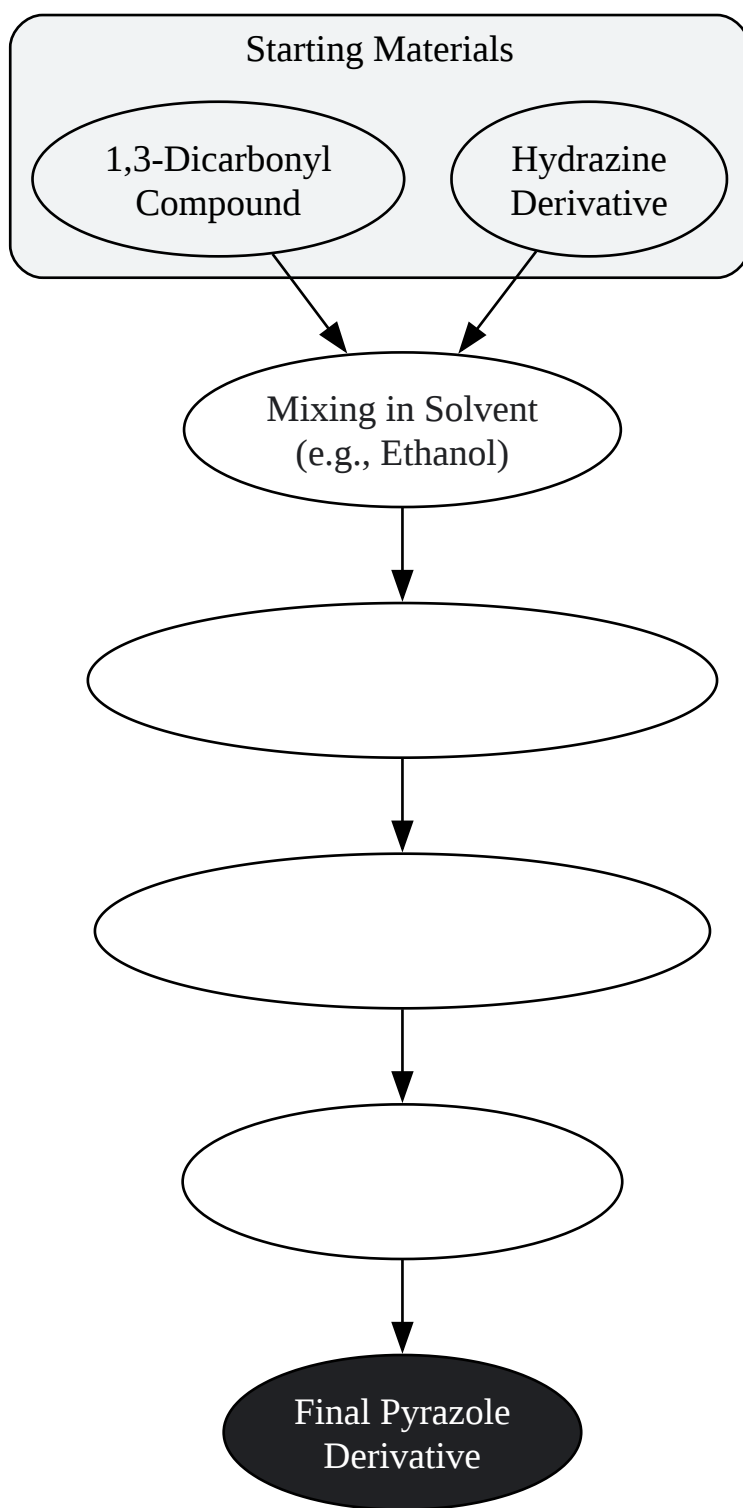 Starting Materials
1,3-Dicarbonyl
Compound
Hydrazine
Derivative
Mixing in Solvent
(e.g., Ethanol)
Final Pyrazole
Derivative